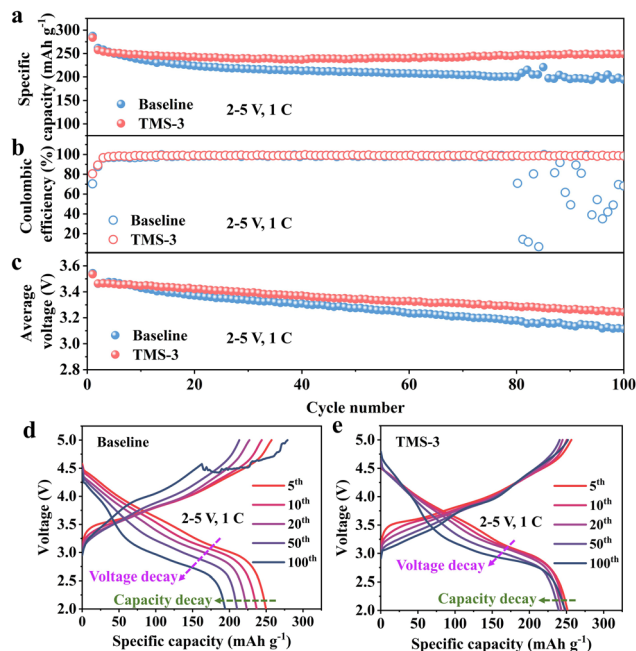 a
Specific
capacity (mAh g⁻¹)
300
250
200
150
100
Baseline
TMS-3
2-5 V, 1 C
b
Coulombic
efficiency (%)
100
80
60
40
20
0
Baseline
TMS-3
2-5 V, 1 C
c
Average
voltage (V)
3.6
3.4
3.2
3.0
2.8
Baseline
TMS-3
2-5 V, 1 C
0 20 40 60 80 100
Cycle number
d
Baseline
Voltage (V)
5.0
4.5
4.0
3.5
3.0
2.5
2.0
5ᵗʰ
10ᵗʰ
20ᵗʰ
50ᵗʰ
100ᵗʰ
2-5 V, 1 C
Voltage decay
Capacity decay
0 50 100 150 200 250 300
Specific capacity (mAh g⁻¹)
e
TMS-3
Voltage (V)
5.0
4.5
4.0
3.5
3.0
2.5
2.0
5ᵗʰ
10ᵗʰ
20ᵗʰ
50ᵗʰ
100ᵗʰ
2-5 V, 1 C
Voltage decay
Capacity decay
0 50 100 150 200 250 300
Specific capacity (mAh g⁻¹)